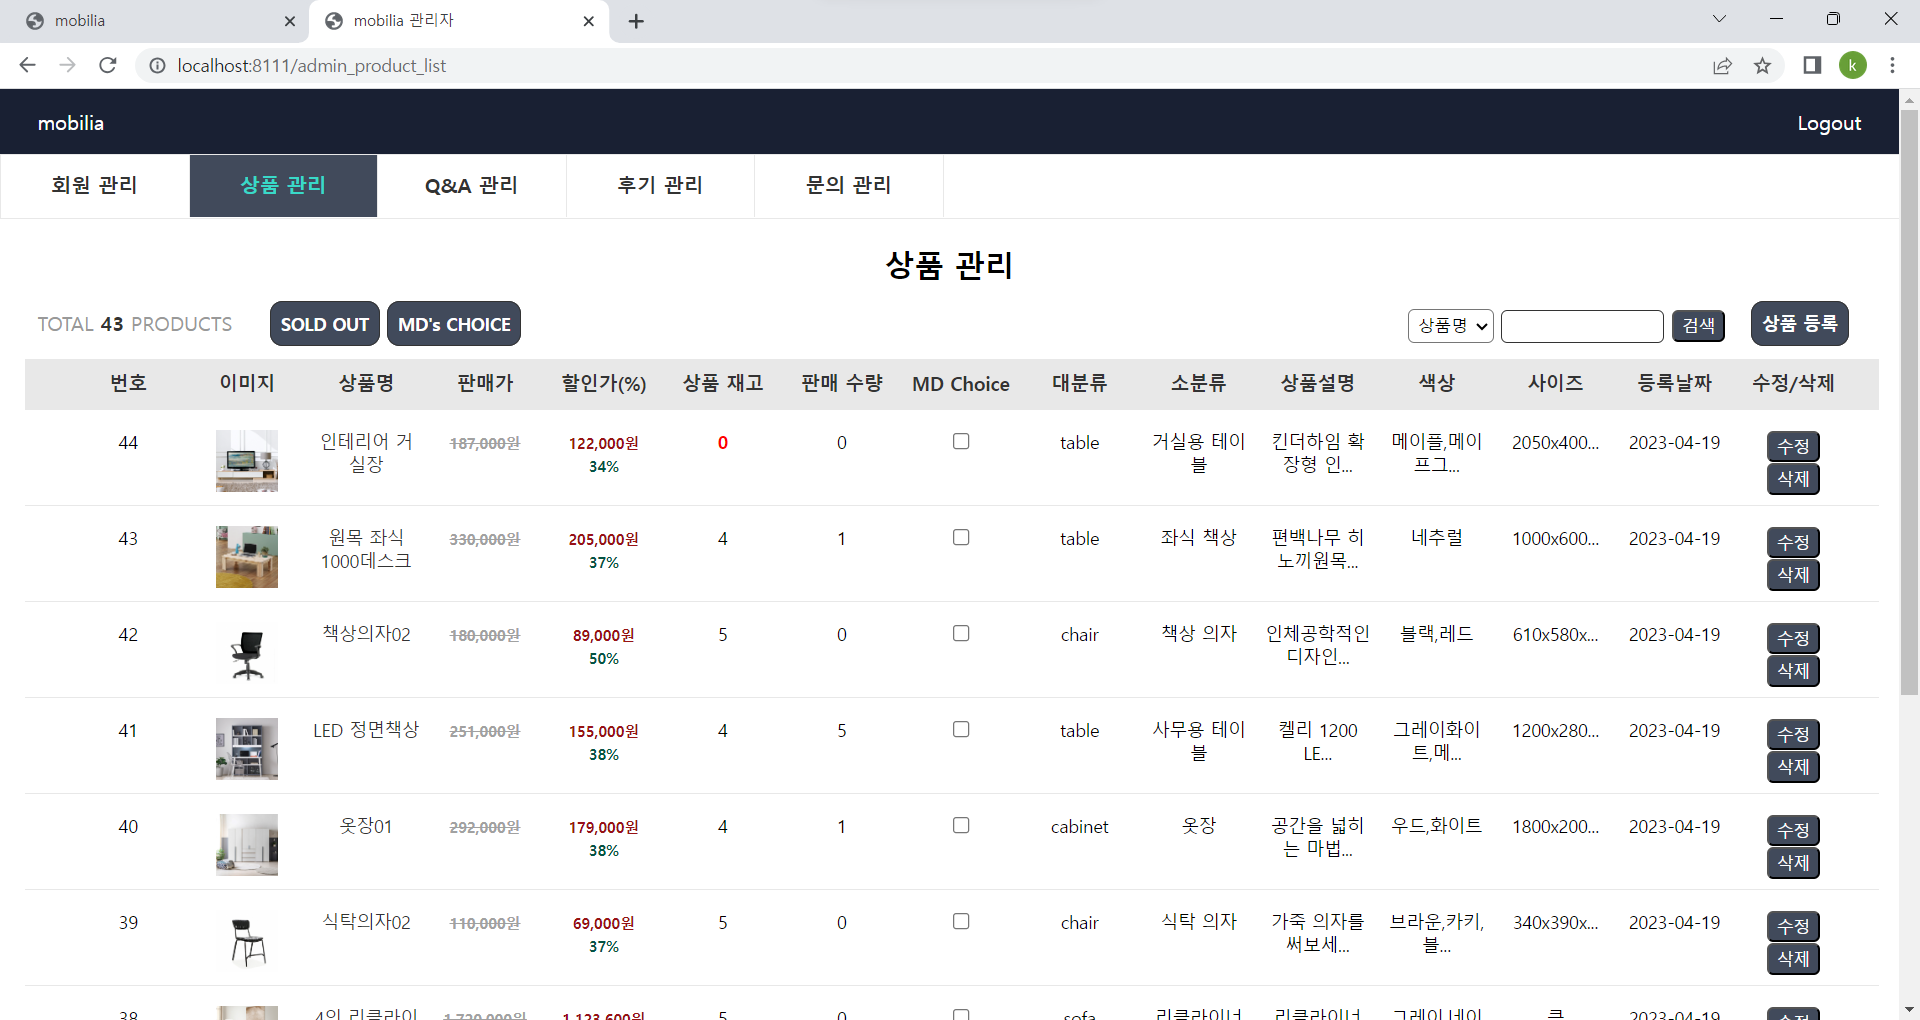 mobilia
mobilia 관리자
localhost:8111/admin_product_list
k
mobilia
Logout
회원 관리
상품 관리
Q&A 관리
후기 관리
문의 관리
상품 관리
TOTAL 43 PRODUCTS
SOLD OUT
MD's CHOICE
상품명
검색
상품 등록
번호 이미지 상품명 판매가 할인가(%) 상품 재고 판매 수량 MD Choice 대분류 소분류 상품설명 색상 사이즈 등록날짜 수정/삭제
44 인테리어 거 187,000원 122,000원 0 0 table 거실용 테이 킨더하임 확 메이플,메이 2050x400... 2023-04-19 수정
실장 34% 블 장형 인... 프그... 삭제
43 원목 좌식 330,000원 205,000원 4 1 table 좌식 책상 편백나무 히 네추럴 1000x600... 2023-04-19 수정
1000데스크 37% 노끼원목... 삭제
42 책상의자02 180,000원 89,000원 5 0 chair 책상 의자 인체공학적인 블랙,레드 610x580x... 2023-04-19 수정
50% 디자인... 삭제
41 LED 정면책상 251,000원 155,000원 4 5 table 사무용 테이 켈리 1200 그레이화이 1200x280... 2023-04-19 수정
38% 블 LE... 트,메... 삭제
40 옷장01 292,000원 179,000원 4 1 cabinet 옷장 공간을 넓히 우드,화이트 1800x200... 2023-04-19 수정
38% 는 마법... 삭제
39 식탁의자02 110,000원 69,000원 5 0 chair 식탁 의자 가죽 의자를 브라운,카키, 340x390x... 2023-04-19 수정
37% 써보세... 블... 삭제
38 4인 리클라이 1,720,000원 1,123,600원 5 0 sofa 리클라이너 리클라이너 그레이,네이 큰 2023-04-19 수정